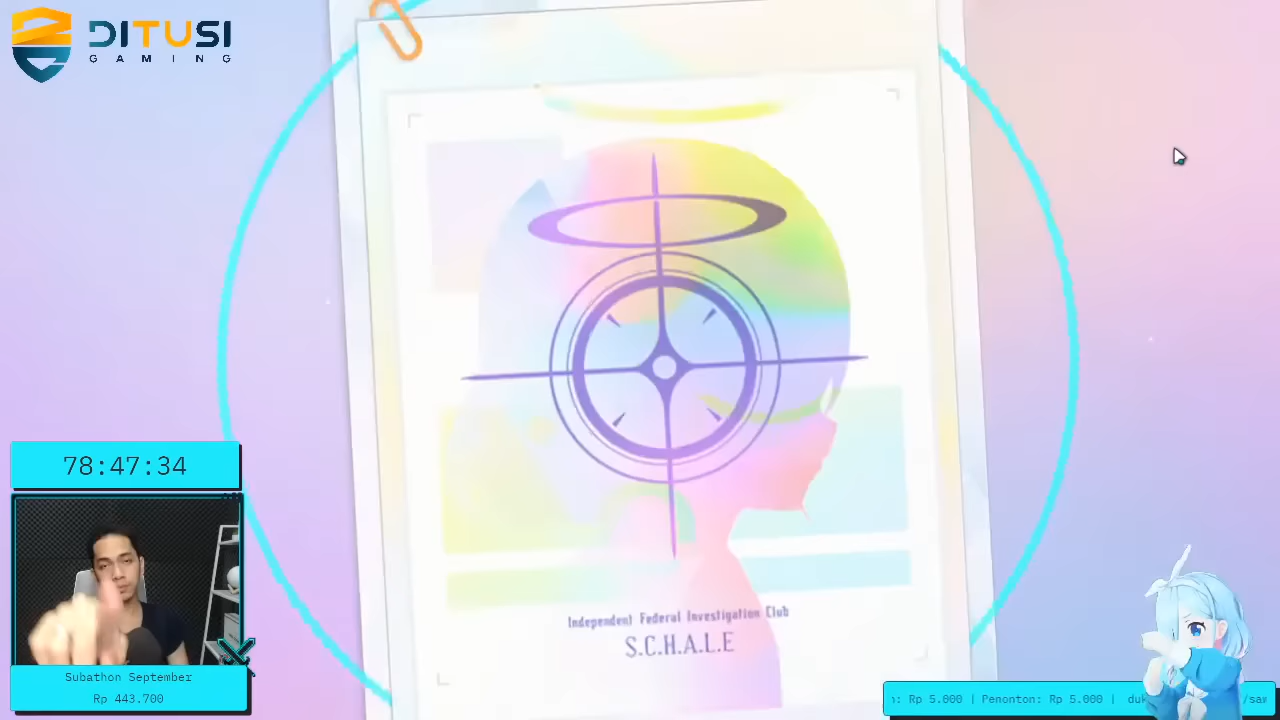 DITUSI
GAMING
Independent Federal Investigation Club
S.C.H.A.L.E
78:47:34
Subathon September
Rp 443.700
: Rp 5.000 | Penonton: Rp 5.000 |